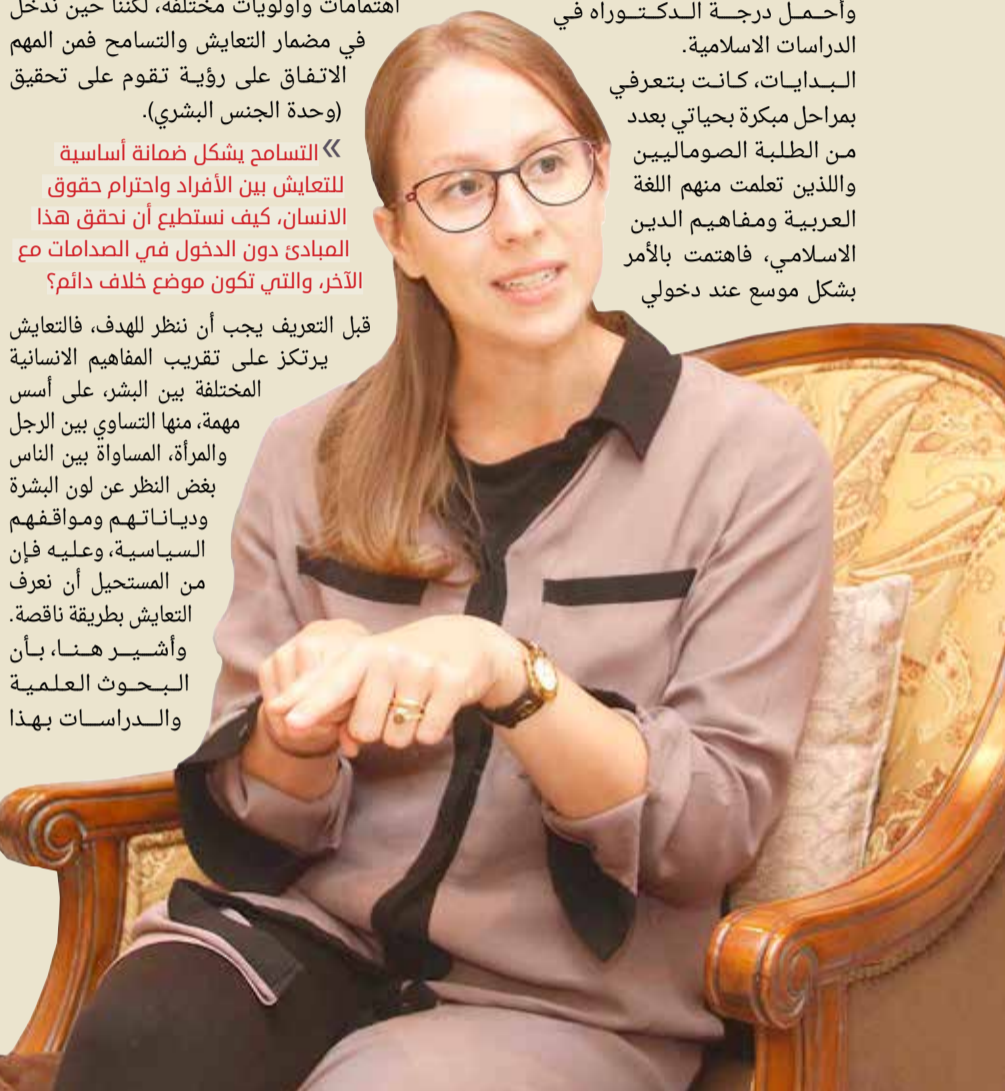 وأحمل درجة الدكتوراه في
الدراسات الاسلامية.
البدايات، كانت بتعرفي
بمراحل مبكرة بحياتي بعدد
من الطلبة الصوماليين
واللذين تعلمت منهم اللغة
العربية ومفاهيم الدين
الاسلامي، فاهتمت بالأمر
بشكل موسع عند دخولي
اهتمامات وأولويات مختلفة، لكننا حين ندخل
في مضمار التعايش والتسامح فمن المهم
الاتفاق على رؤية تقوم على تحقيق
(وحدة الجنس البشري).
» التسامح يشكل ضمانة أساسية
للتعايش بين الأفراد واحترام حقوق
الانسان، كيف نستطيع أن نحقق هذا
المبادئ دون الدخول في الصدامات مع
الآخر، والتي تكون موضع خلاف دائم؟
قبل التعريف يجب أن ننظر للهدف، فالتعايش
يرتكز على تقريب المفاهيم الانسانية
المختلفة بين البشر، على أسس
مهمة، منها التساوي بين الرجل
والمرأة، المساواة بين الناس
بغض النظر عن لون البشرة
ودياناتهم ومواقفهم
السياسية، وعليه فإن
من المستحيل أن نعرف
التعايش بطريقة ناقصة.
وأشير هنا، بأن
البحوث العلمية
والدراسات بهذا